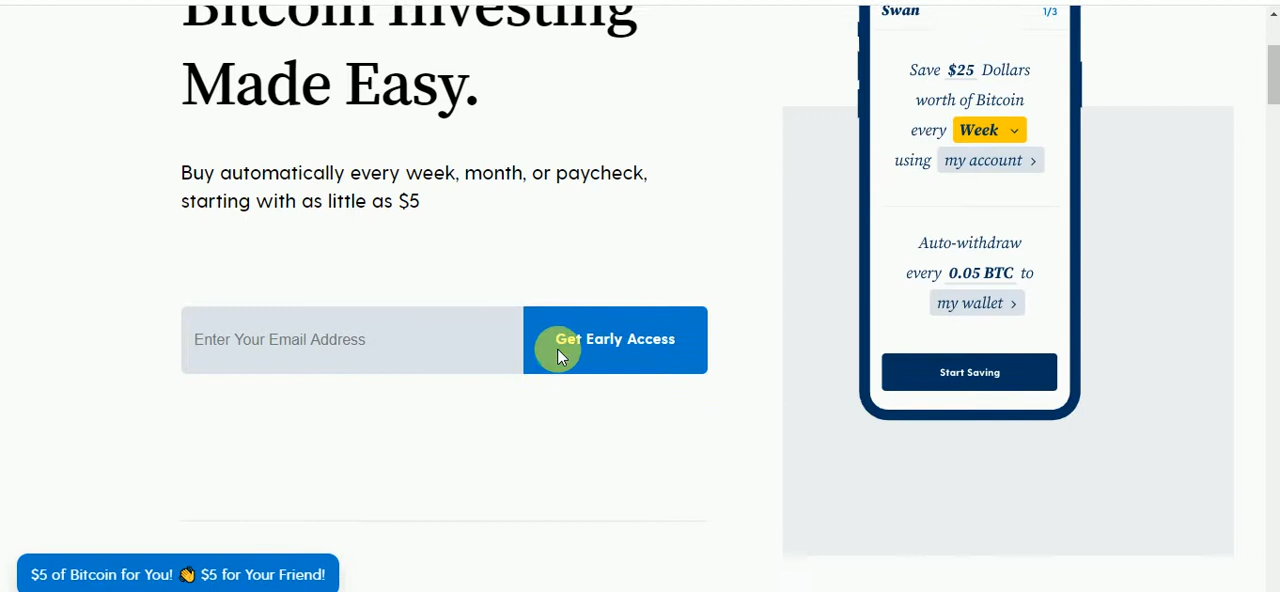 Bitcoin Investing
Made Easy.
Buy automatically every week, month, or paycheck,
starting with as little as $5
Enter Your Email Address
Get Early Access
$5 of Bitcoin for You! 👏 $5 for Your Friend!
Swan
1/3
Save $25 Dollars
worth of Bitcoin
every Week
using my account >
Auto-withdraw
every 0.05 BTC to
my wallet >
Start Saving